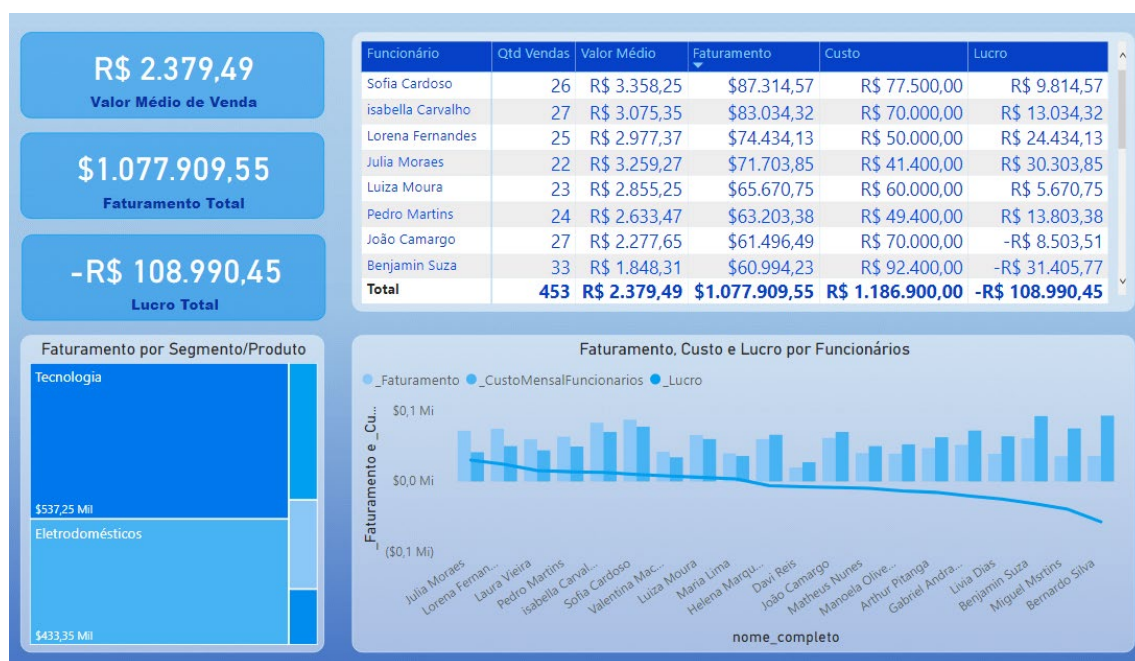 R$ 2.379,49
Valor Médio de Venda
$1.077.909,55
Faturamento Total
-R$ 108.990,45
Lucro Total
Funcionário Qtd Vendas Valor Médio Faturamento Custo Lucro
Sofia Cardoso 26 R$ 3.358,25 $87.314,57 R$ 77.500,00 R$ 9.814,57
isabella Carvalho 27 R$ 3.075,35 $83.034,32 R$ 70.000,00 R$ 13.034,32
Lorena Fernandes 25 R$ 2.977,37 $74.434,13 R$ 50.000,00 R$ 24.434,13
Julia Moraes 22 R$ 3.259,27 $71.703,85 R$ 41.400,00 R$ 30.303,85
Luiza Moura 23 R$ 2.855,25 $65.670,75 R$ 60.000,00 R$ 5.670,75
Pedro Martins 24 R$ 2.633,47 $63.203,38 R$ 49.400,00 R$ 13.803,38
João Camargo 27 R$ 2.277,65 $61.496,49 R$ 70.000,00 -R$ 8.503,51
Benjamin Suza 33 R$ 1.848,31 $60.994,23 R$ 92.400,00 -R$ 31.405,77
Total 453 R$ 2.379,49 $1.077.909,55 R$ 1.186.900,00 -R$ 108.990,45
Faturamento por Segmento/Produto
Tecnologia
$537,25 Mil
Eletrodomésticos
$433,35 Mil
Faturamento, Custo e Lucro por Funcionários
_Faturamento _CustoMensalFuncionarios _Lucro
_Faturamento e _Cu...
$0,1 Mi
$0,0 Mi
($0,1 Mi)
Julia Moraes
Lorena Fernan...
Laura Vieira
Pedro Martins
isabella Carval...
Sofia Cardoso
Valentina Mac...
Luiza Moura
Maria Lima
Helena Marqu...
Davi Reis
João Camargo
Matheus Nunes
Manoela Olive...
Arthur Pitanga
Gabriel Andra...
Livia Dias
Benjamin Suza
Miguel Msrtins
Bernardo Silva
nome_completo